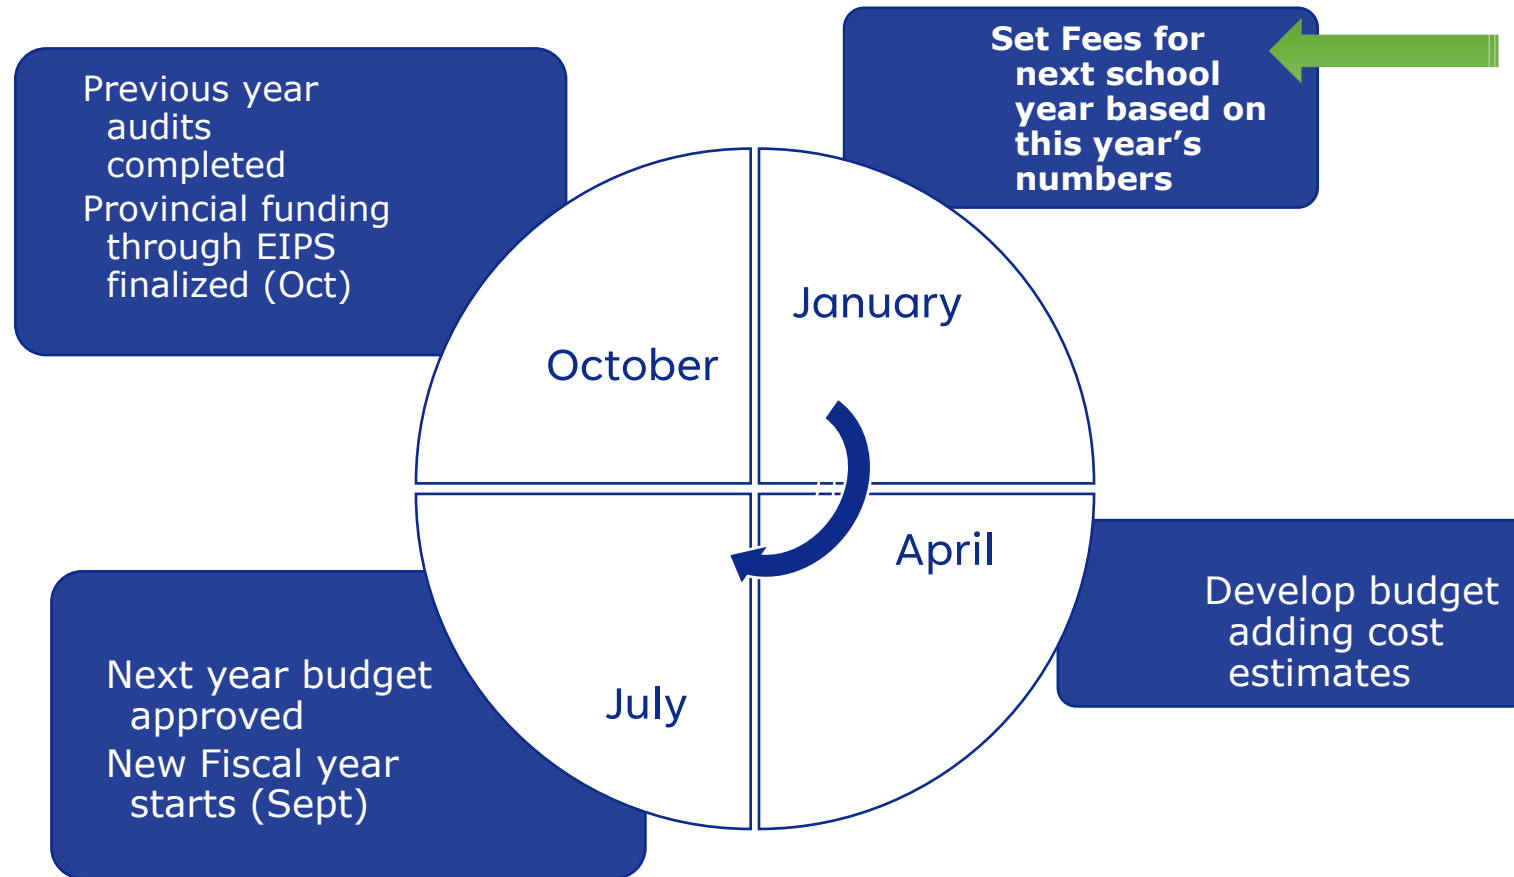 Set Fees for
next school
year based on
this year’s
numbers
Previous year
audits
completed
Provincial funding
through EIPS
finalized (Oct)
January
October
April
Develop budget
adding cost
estimates
July
Next year budget
approved
New Fiscal year
starts (Sept)